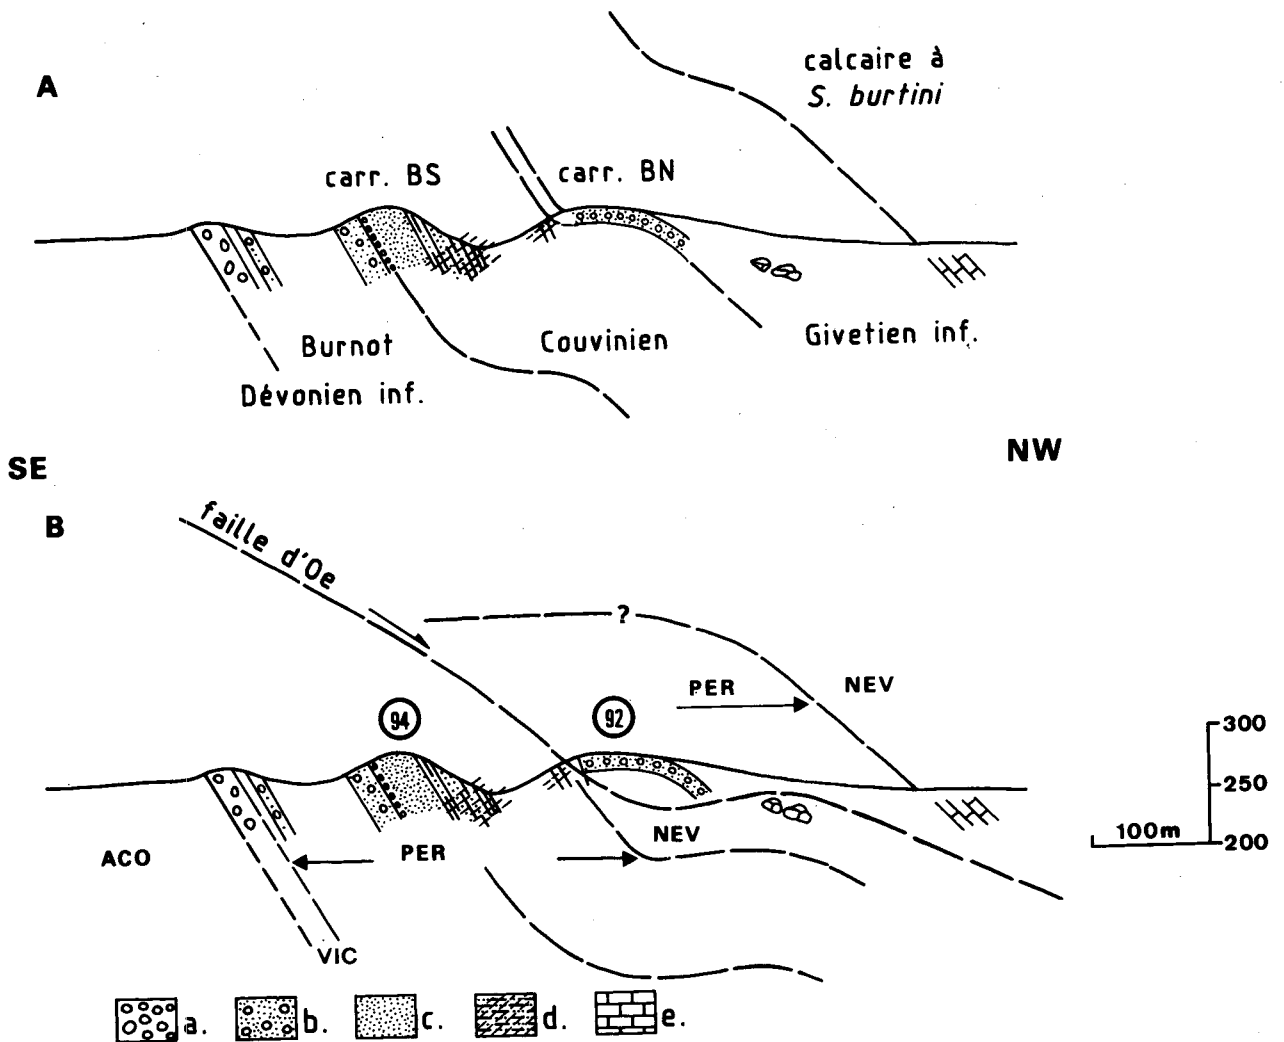 A
calcaire à
S. burtini
carr. BS
carr. BN
Burnot
Couvinien
Givetien inf.
Dévonien inf.
SE
NW
B
faille d'Oe
?
PER
NEV
94
92
300
250
200
100m
ACO
PER
NEV
VIC
a.
b.
c.
d.
e.